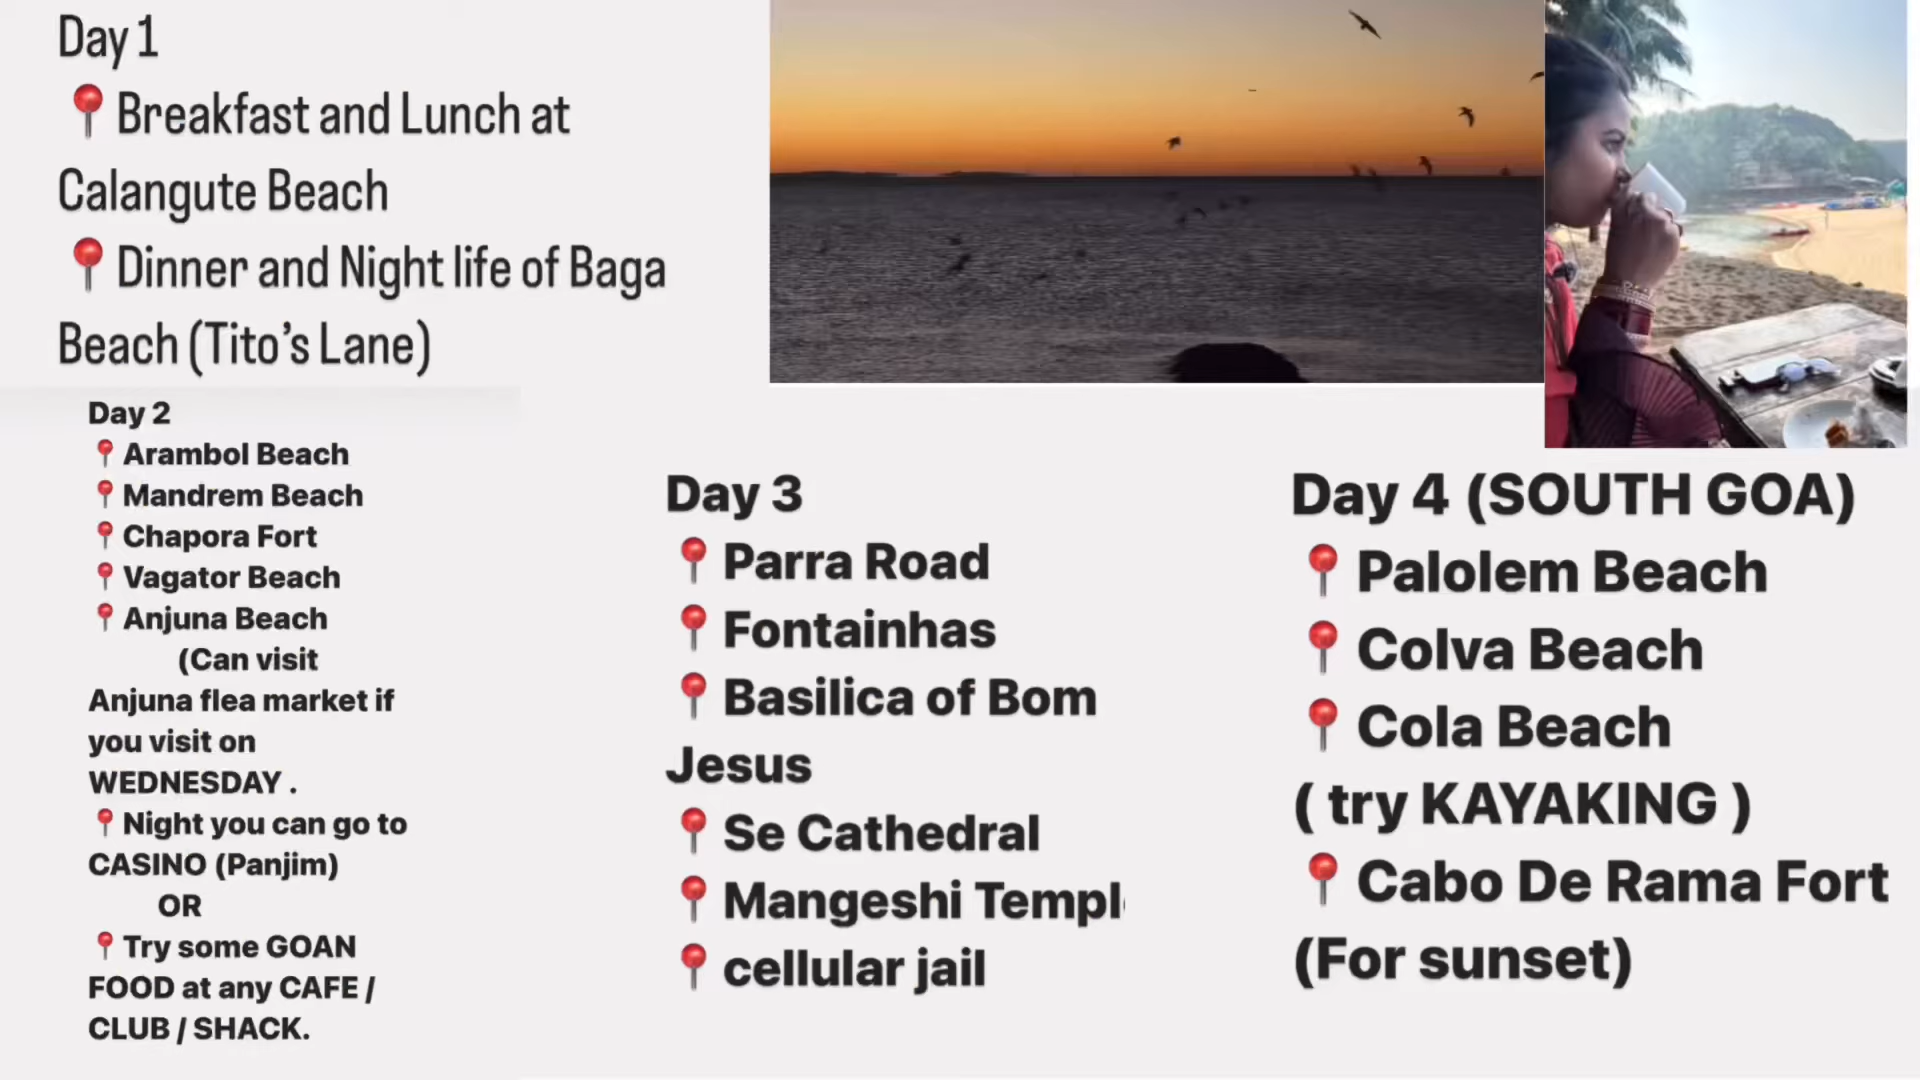 Day 1
📍Breakfast and Lunch at
Calangute Beach
📍Dinner and Night life of Baga
Beach (Tito's Lane)
Day 2
📍Arambol Beach
📍Mandrem Beach
📍Chapora Fort
📍Vagator Beach
📍Anjuna Beach
(Can visit
Anjuna flea market if
you visit on
WEDNESDAY .
📍Night you can go to
CASINO (Panjim)
OR
📍Try some GOAN
FOOD at any CAFE /
CLUB / SHACK.
Day 3
📍Parra Road
📍Fontainhas
📍Basilica of Bom
Jesus
📍Se Cathedral
📍Mangeshi Templ
📍cellular jail
Day 4 (SOUTH GOA)
📍Palolem Beach
📍Colva Beach
📍Cola Beach
( try KAYAKING )
📍Cabo De Rama Fort
(For sunset)